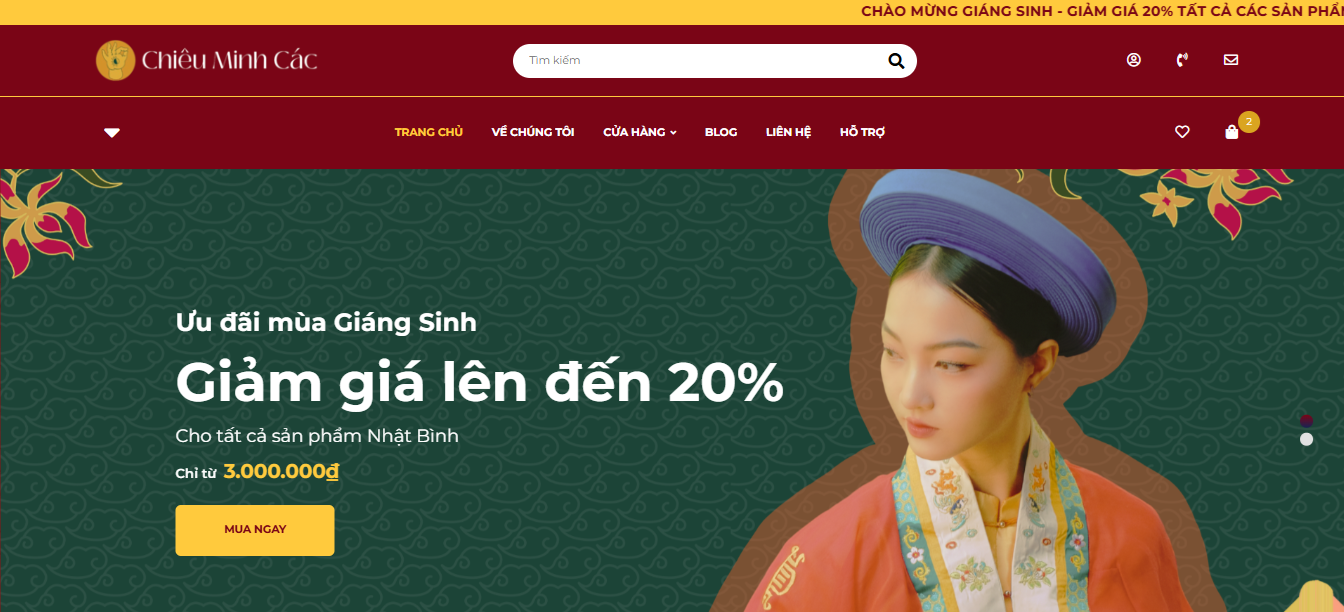 CHÀO MỪNG GIÁNG SINH - GIẢM GIÁ 20% TẤT CẢ CÁC SẢN PHẨM
Chiêu Minh Các
Tìm kiếm
TRANG CHỦ VỀ CHÚNG TÔI CỬA HÀNG BLOG LIÊN HỆ HỖ TRỢ
2
Ưu đãi mùa Giáng Sinh
Giảm giá lên đến 20%
Cho tất cả sản phẩm Nhật Bình
Chỉ từ 3.000.000₫
MUA NGAY